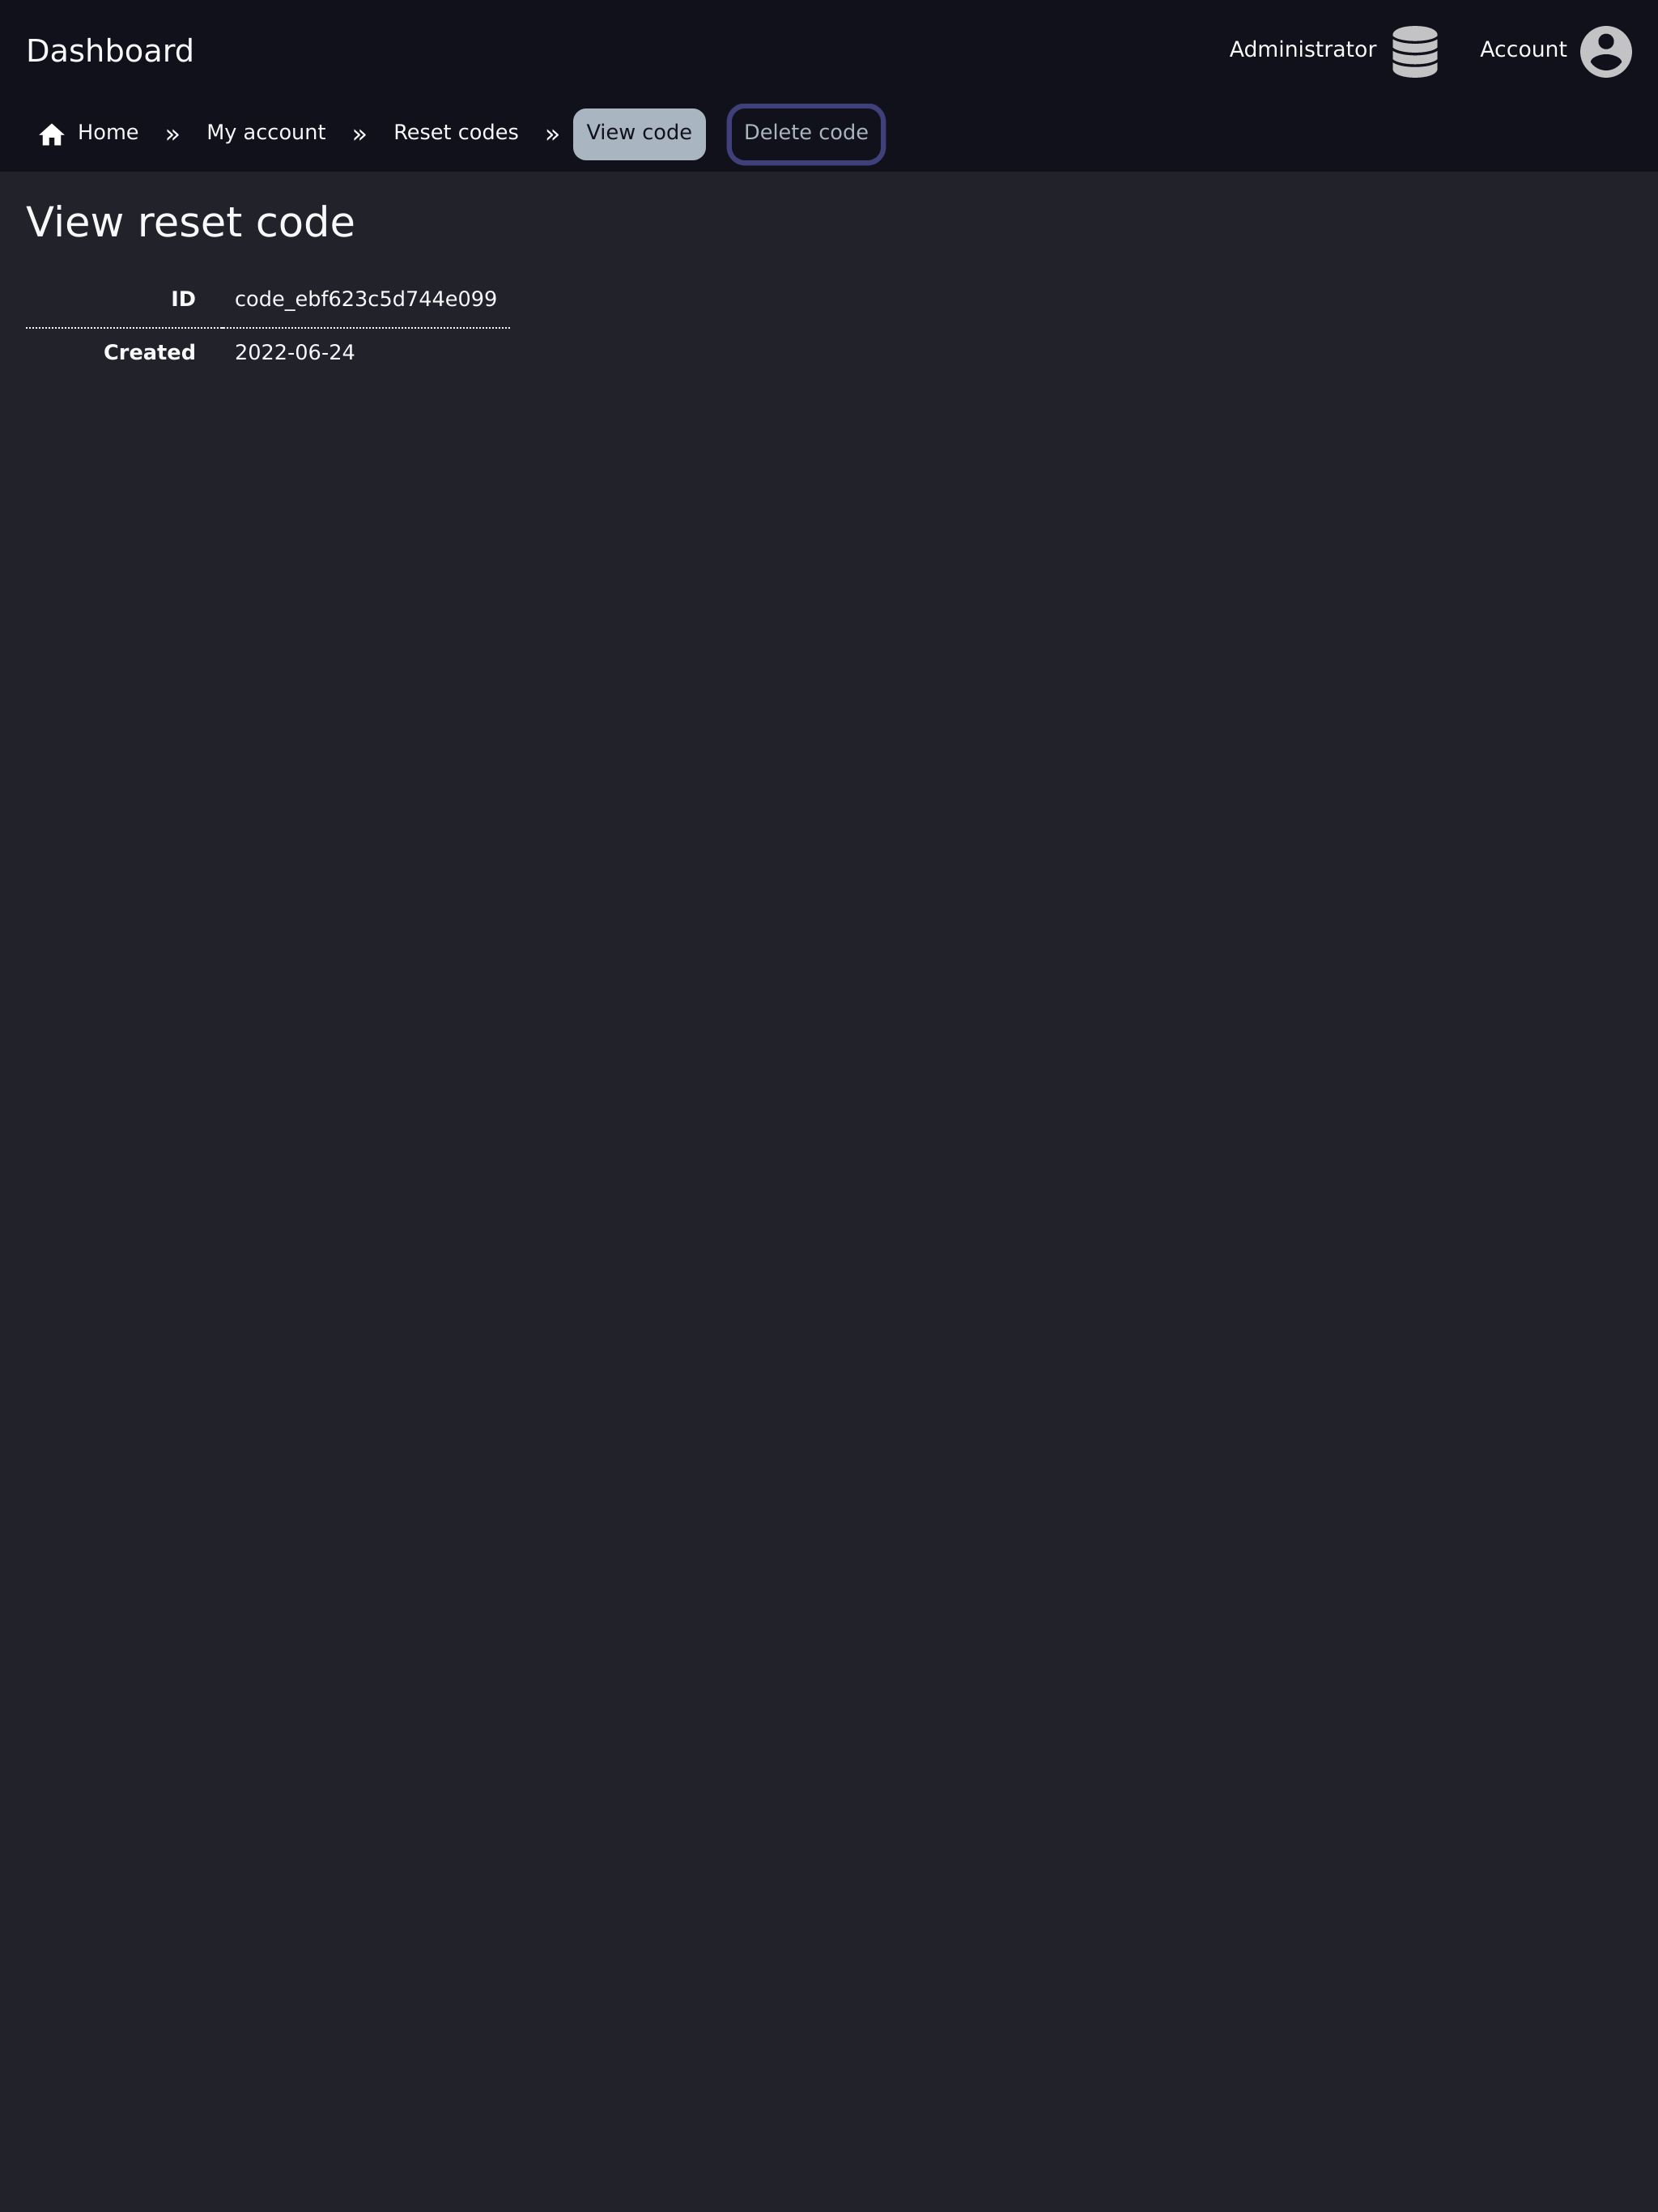 Dashboard
Administrator
Account
Home » My account » Reset codes » View code Delete code
View reset code
ID code_ebf623c5d744e099
Created 2022-06-24